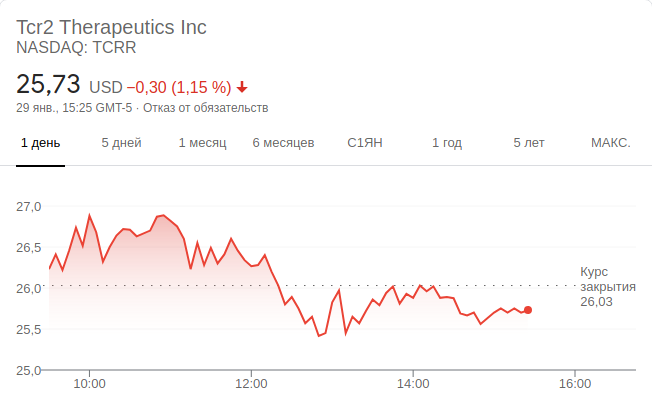 Tcr2 Therapeutics Inc
NASDAQ: TCRR
25,73 USD −0,30 (1,15 %)
29 янв., 15:25 GMT-5 · Отказ от обязательств
1 день 5 дней 1 месяц 6 месяцев С1ЯН 1 год 5 лет МАКС.
27,0
26,5
Курс
26,0 закрытия
26,03
25,5
25,0
10:00 12:00 14:00 16:00